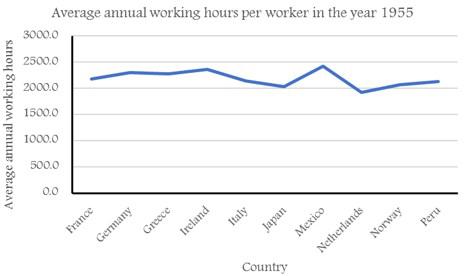 Average annual working hours per worker in the year 1955
Average annual working hours
3000.0
2500.0
2000.0
1500.0
1000.0
500.0
0.0
France
Germany
Greece
Ireland
Italy
Japan
Mexico
Netherlands
Norway
Peru
Country